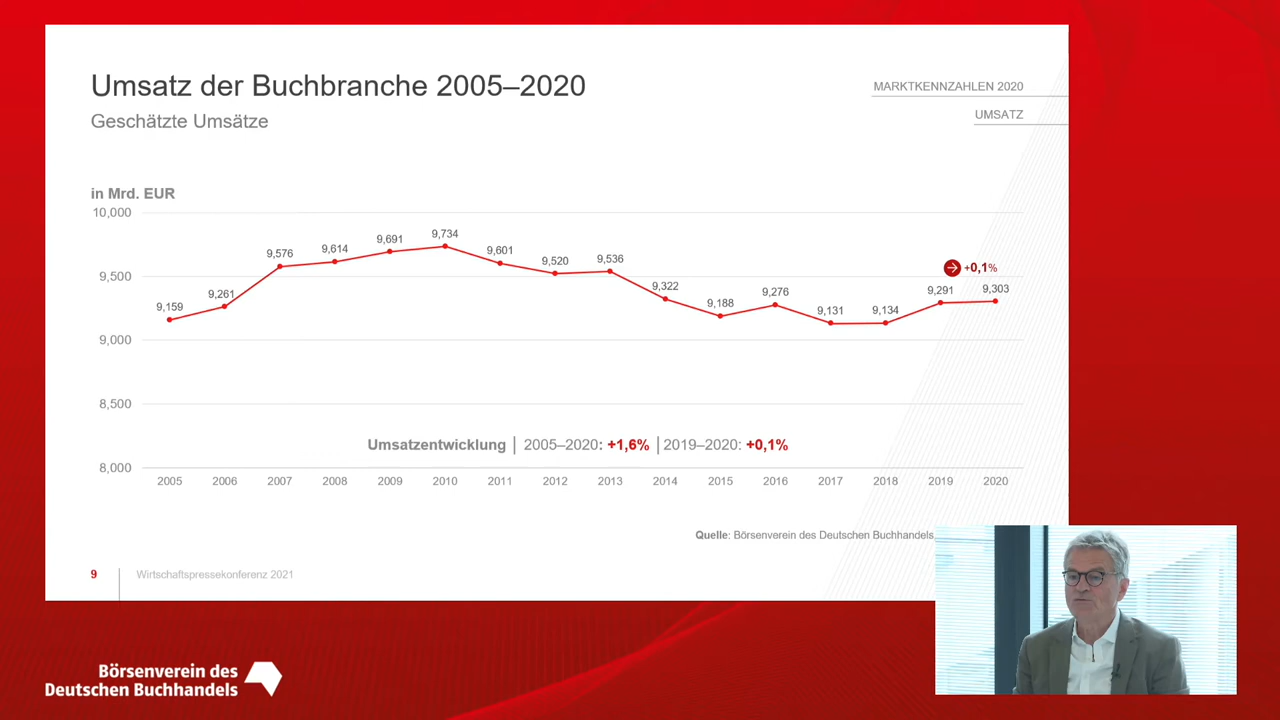 Umsatz der Buchbranche 2005–2020
Geschätzte Umsätze
MARKTKENNZAHLEN 2020
UMSATZ
in Mrd. EUR
10,000
9,500
9,000
8,500
8,000
9,159
9,261
9,576
9,614
9,691
9,734
9,601
9,520
9,536
9,322
9,188
9,276
9,131
9,134
9,291
9,303
+0,1%
Umsatzentwicklung | 2005–2020: +1,6% | 2019–2020: +0,1%
2005 2006 2007 2008 2009 2010 2011 2012 2013 2014 2015 2016 2017 2018 2019 2020
Quelle: Börsenverein des Deutschen Buchhandels
9
Wirtschaftspressekonferenz 2021
Börsenverein des
Deutschen Buchhandels